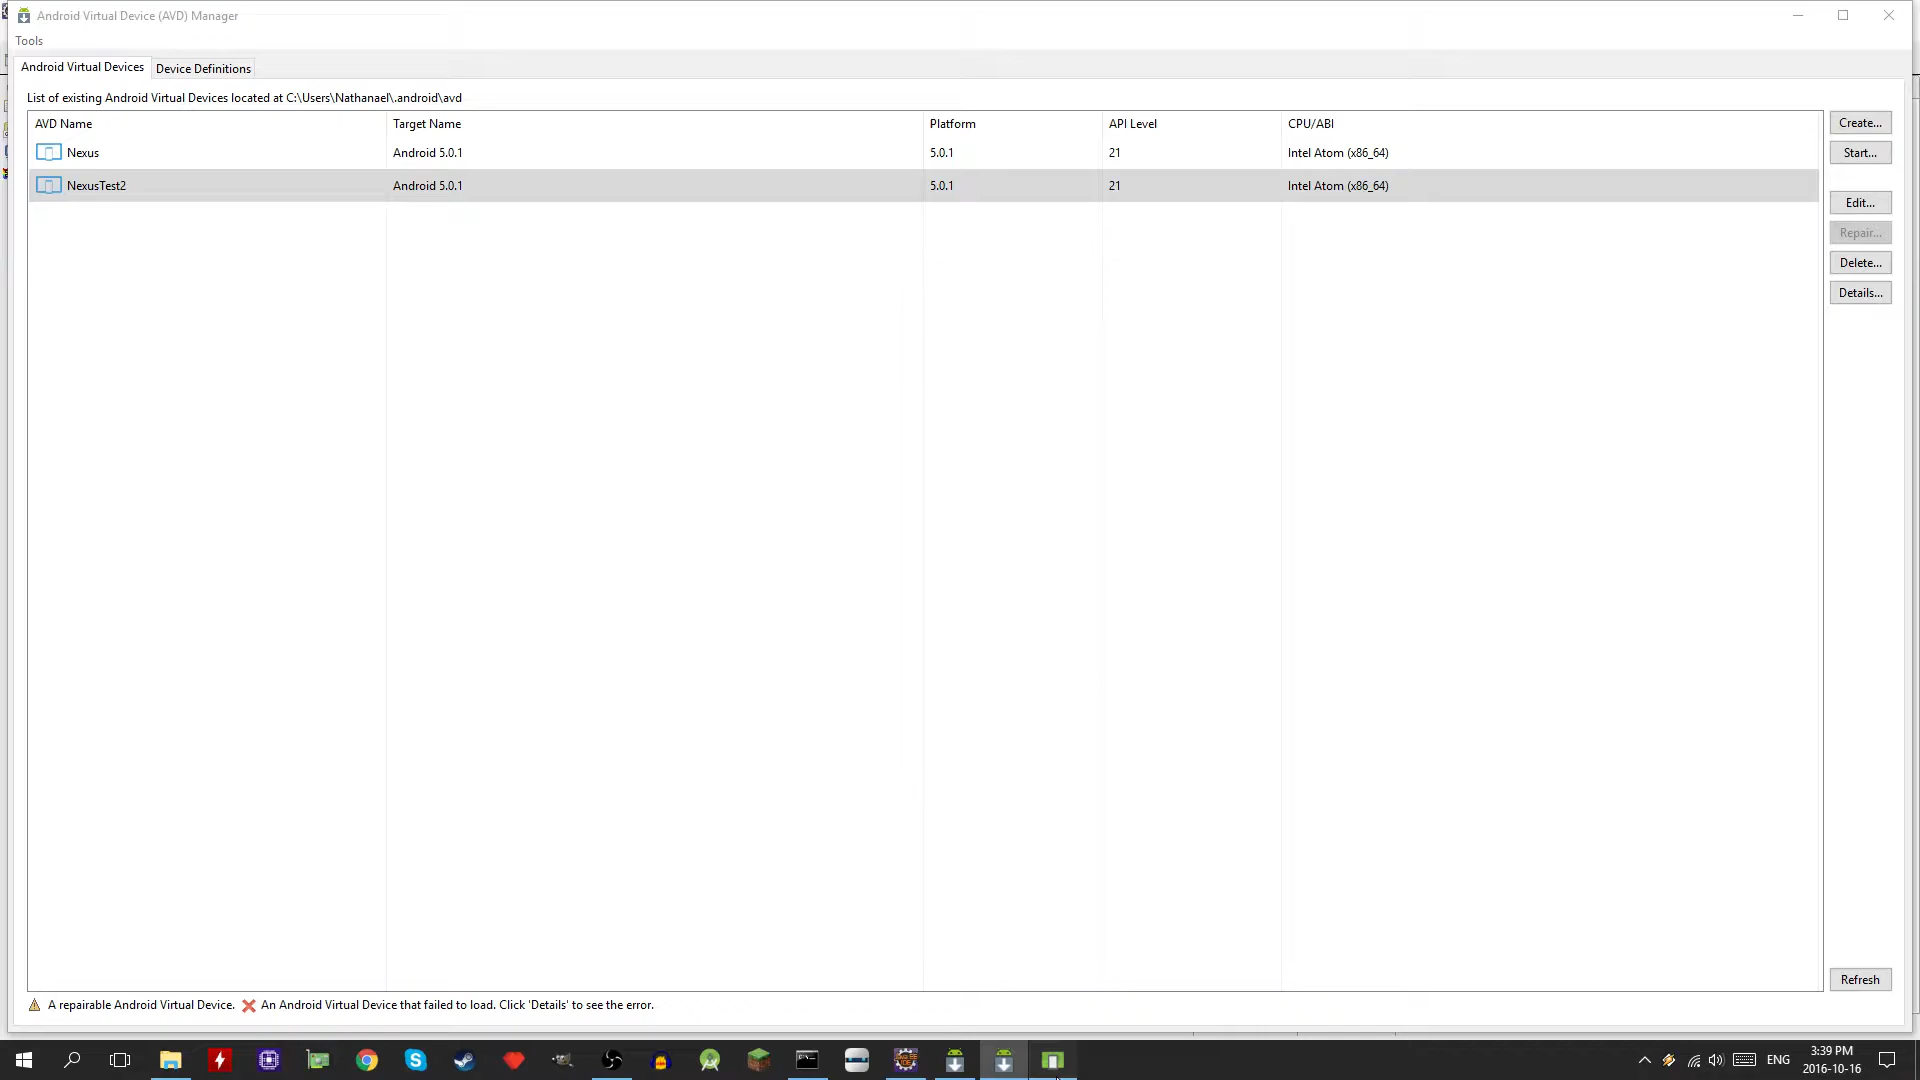 Android Virtual Device (AVD) Manager
Tools
Android Virtual Devices Device Definitions
List of existing Android Virtual Devices located at C:\Users\Nathanael\.android\avd
AVD Name Target Name Platform API Level CPU/ABI
Create...
Nexus Android 5.0.1 5.0.1 21 Intel Atom (x86_64)
Start...
NexusTest2 Android 5.0.1 5.0.1 21 Intel Atom (x86_64)
Edit...
Repair...
Delete...
Details...
Refresh
A repairable Android Virtual Device. An Android Virtual Device that failed to load. Click 'Details' to see the error.
ENG
3:39 PM
2016-10-16